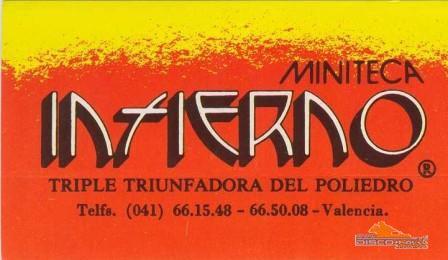 MINITECA
INFIERNO
®
TRIPLE TRIUNFADORA DEL POLIEDRO
Telfs. (041) 66.15.48 - 66.50.08 - Valencia.